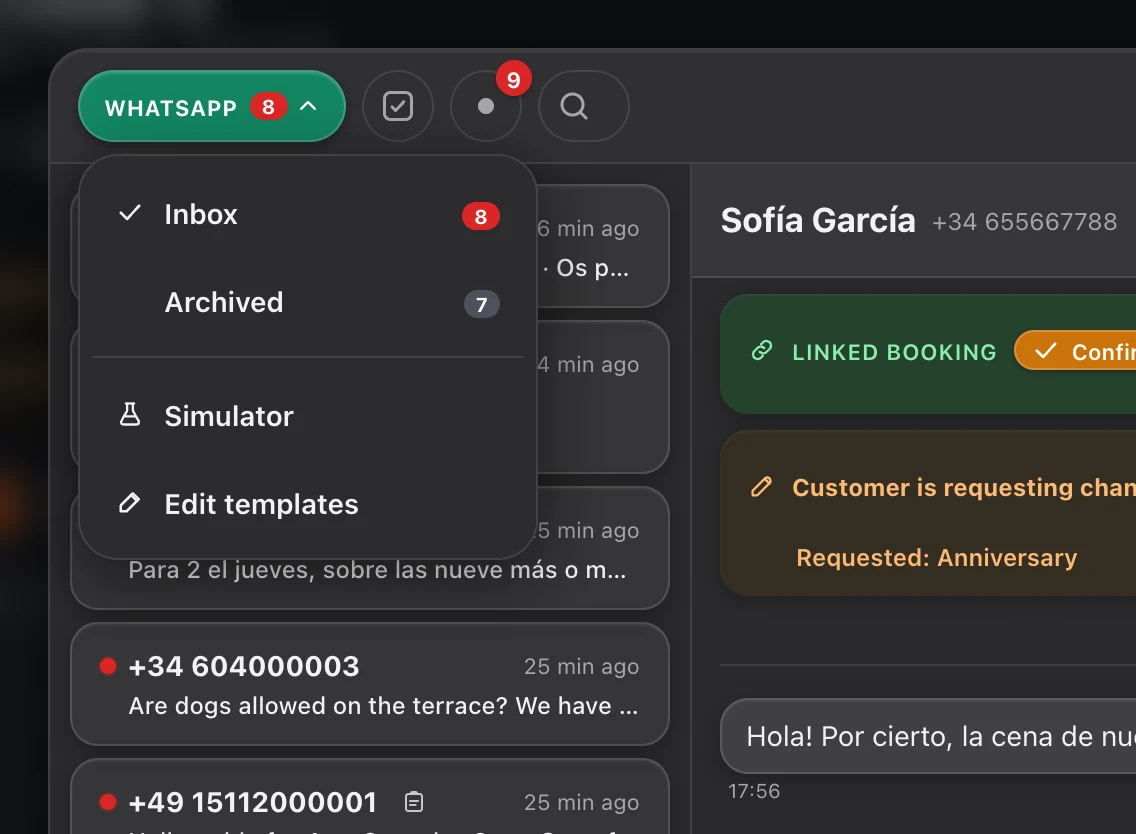 WHATSAPP 8
9
Inbox 8
Archived 7
Simulator
Edit templates
6 min ago
· Os p...
4 min ago
5 min ago
Para 2 el jueves, sobre las nueve más o m...
+34 604000003 25 min ago
Are dogs allowed on the terrace? We have ...
+49 15112000001 25 min ago
Sofía García +34 655667788
LINKED BOOKING
Customer is requesting
Requested: Anniversary
Hola! Por cierto, la cena de
17:56